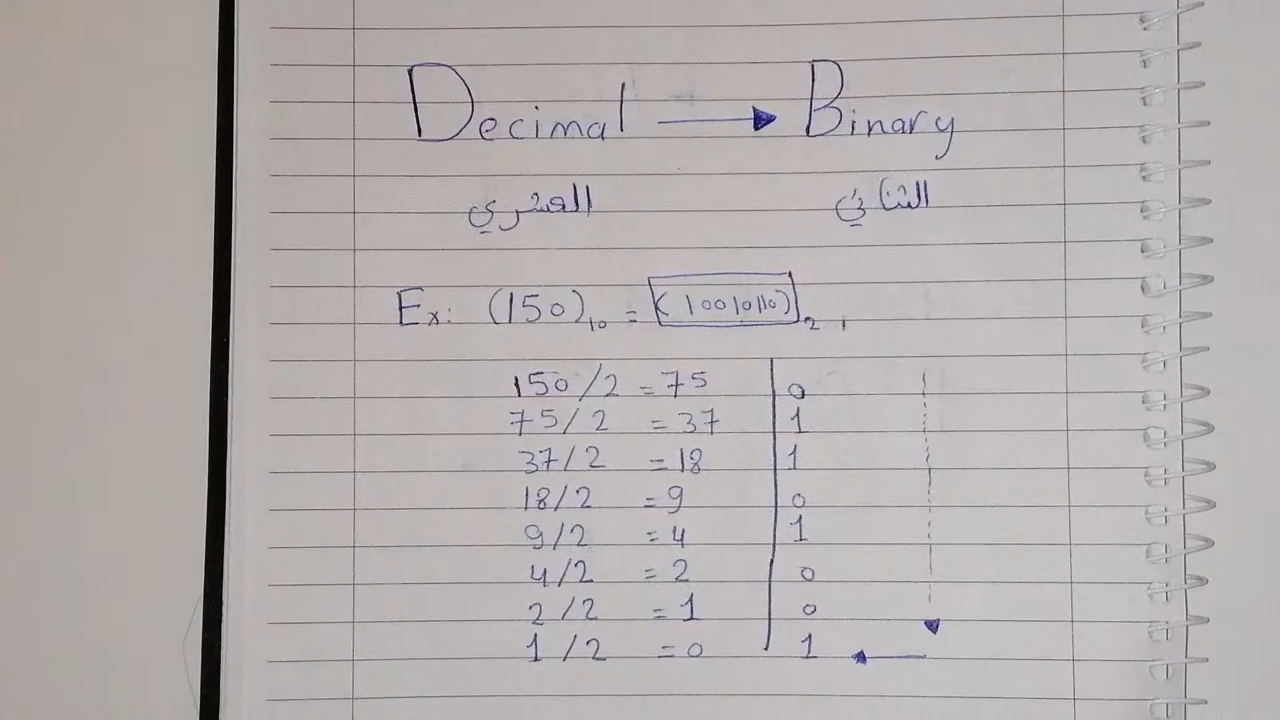 Decimal → Binary
العشري الثنائي
Ex: (150)10 = (10010110)2
150/2 = 75 0
75/2 = 37 1
37/2 = 18 1
18/2 = 9 0
9/2 = 4 1
4/2 = 2 0
2/2 = 1 0
1/2 = 0 1